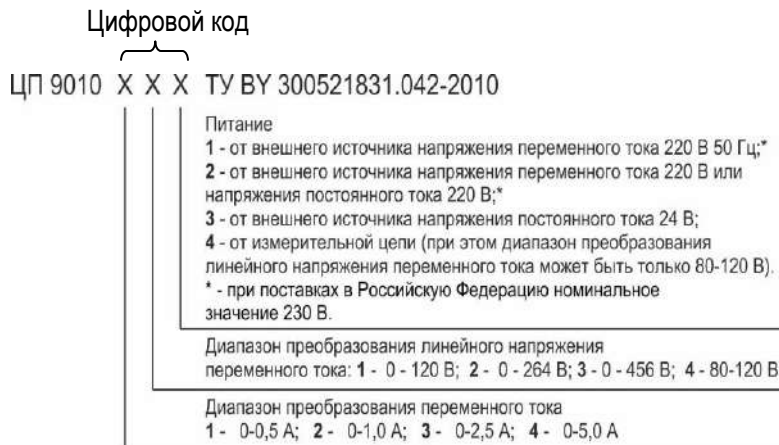 Цифровой код
ЦП 9010 X X X ТУ BY 300521831.042-2010
Питание
1 - от внешнего источника напряжения переменного тока 220 В 50 Гц;*
2 - от внешнего источника напряжения переменного тока 220 В или
напряжения постоянного тока 220 В;*
3 - от внешнего источника напряжения постоянного тока 24 В;
4 - от измерительной цепи (при этом диапазон преобразования
линейного напряжения переменного тока может быть только 80-120 В).
* - при поставках в Российскую Федерацию номинальное
значение 230 В.
Диапазон преобразования линейного напряжения
переменного тока: 1 - 0 - 120 В; 2 - 0 - 264 В; 3 - 0 - 456 В; 4 - 80-120 В
Диапазон преобразования переменного тока
1 - 0-0,5 А; 2 - 0-1,0 А; 3 - 0-2,5 А; 4 - 0-5,0 А